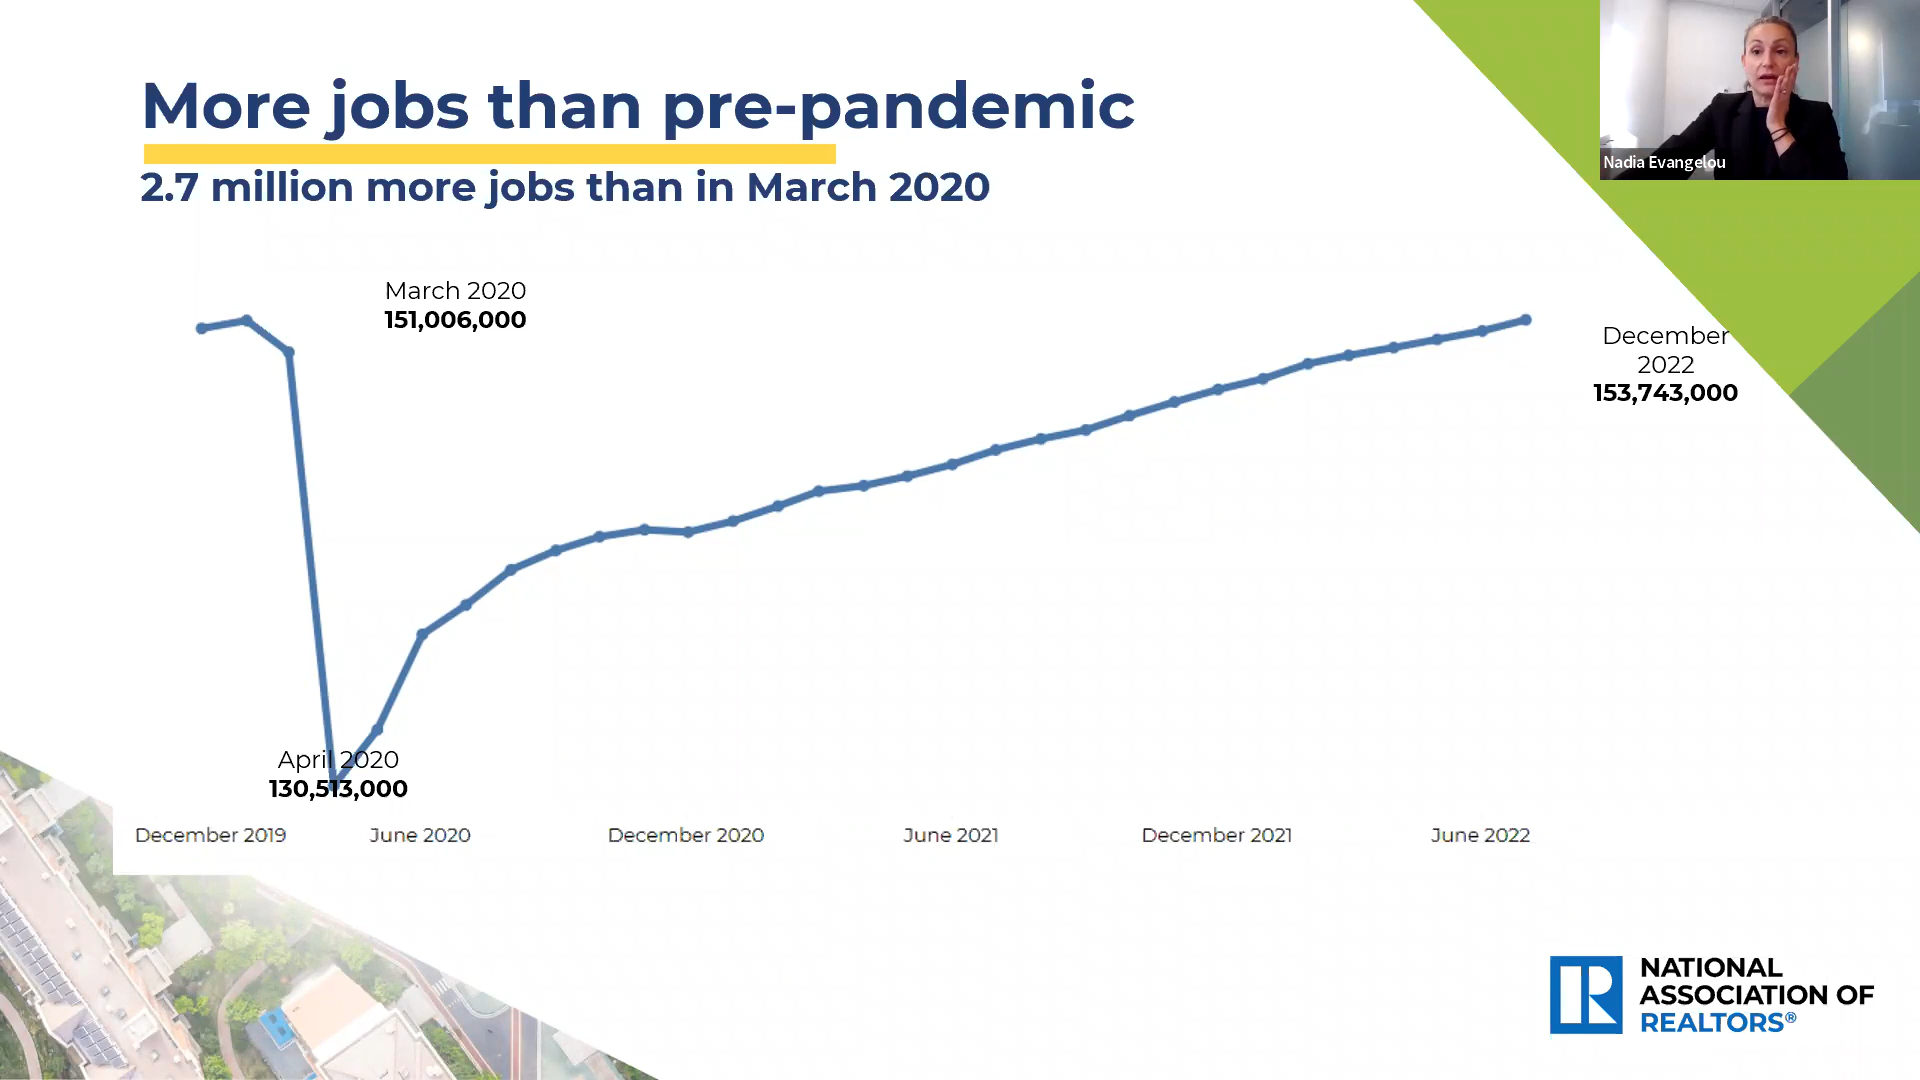 More jobs than pre-pandemic
2.7 million more jobs than in March 2020
Nadia Evangelou
March 2020
151,006,000
December
2022
153,743,000
April 2020
130,513,000
December 2019
June 2020
December 2020
June 2021
December 2021
June 2022
NATIONAL
ASSOCIATION OF
REALTORS®